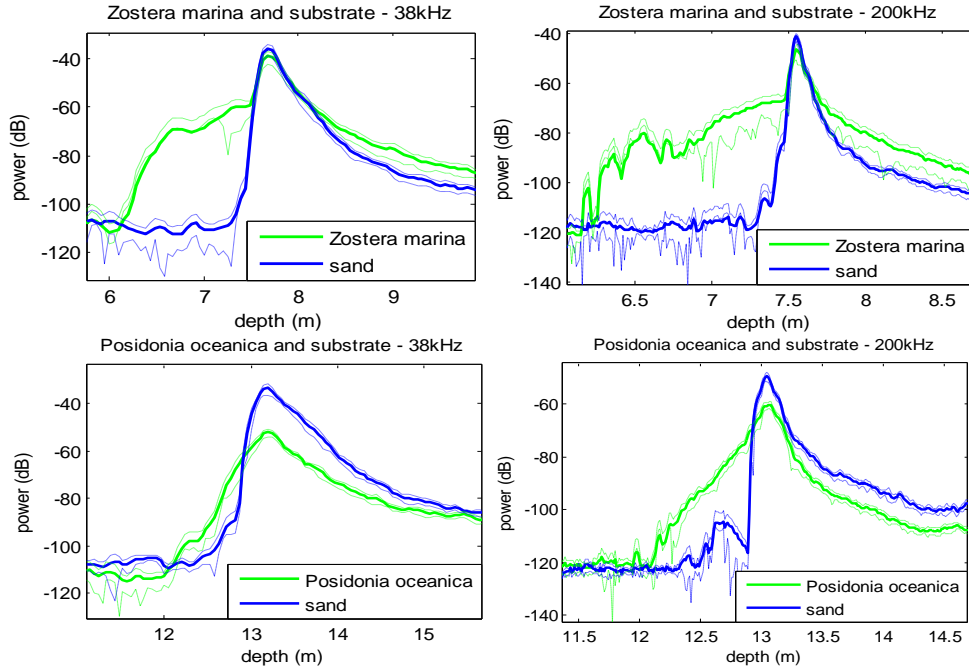 Zostera marina and substrate - 38kHz
power (dB)
-40
-60
-80
-100
-120
Zostera marina
sand
6
7
8
9
depth (m)
Zostera marina and substrate - 200kHz
power (dB)
-40
-60
-80
-100
-120
-140
Zostera marina
sand
6.5
7
7.5
8
8.5
depth (m)
Posidonia oceanica and substrate - 38kHz
power (dB)
-40
-60
-80
-100
-120
Posidonia oceanica
sand
12
13
14
15
depth (m)
Posidonia oceanica and substrate - 200kHz
power (dB)
-60
-80
-100
-120
-140
Posidonia oceanica
sand
11.5
12
12.5
13
13.5
14
14.5
depth (m)